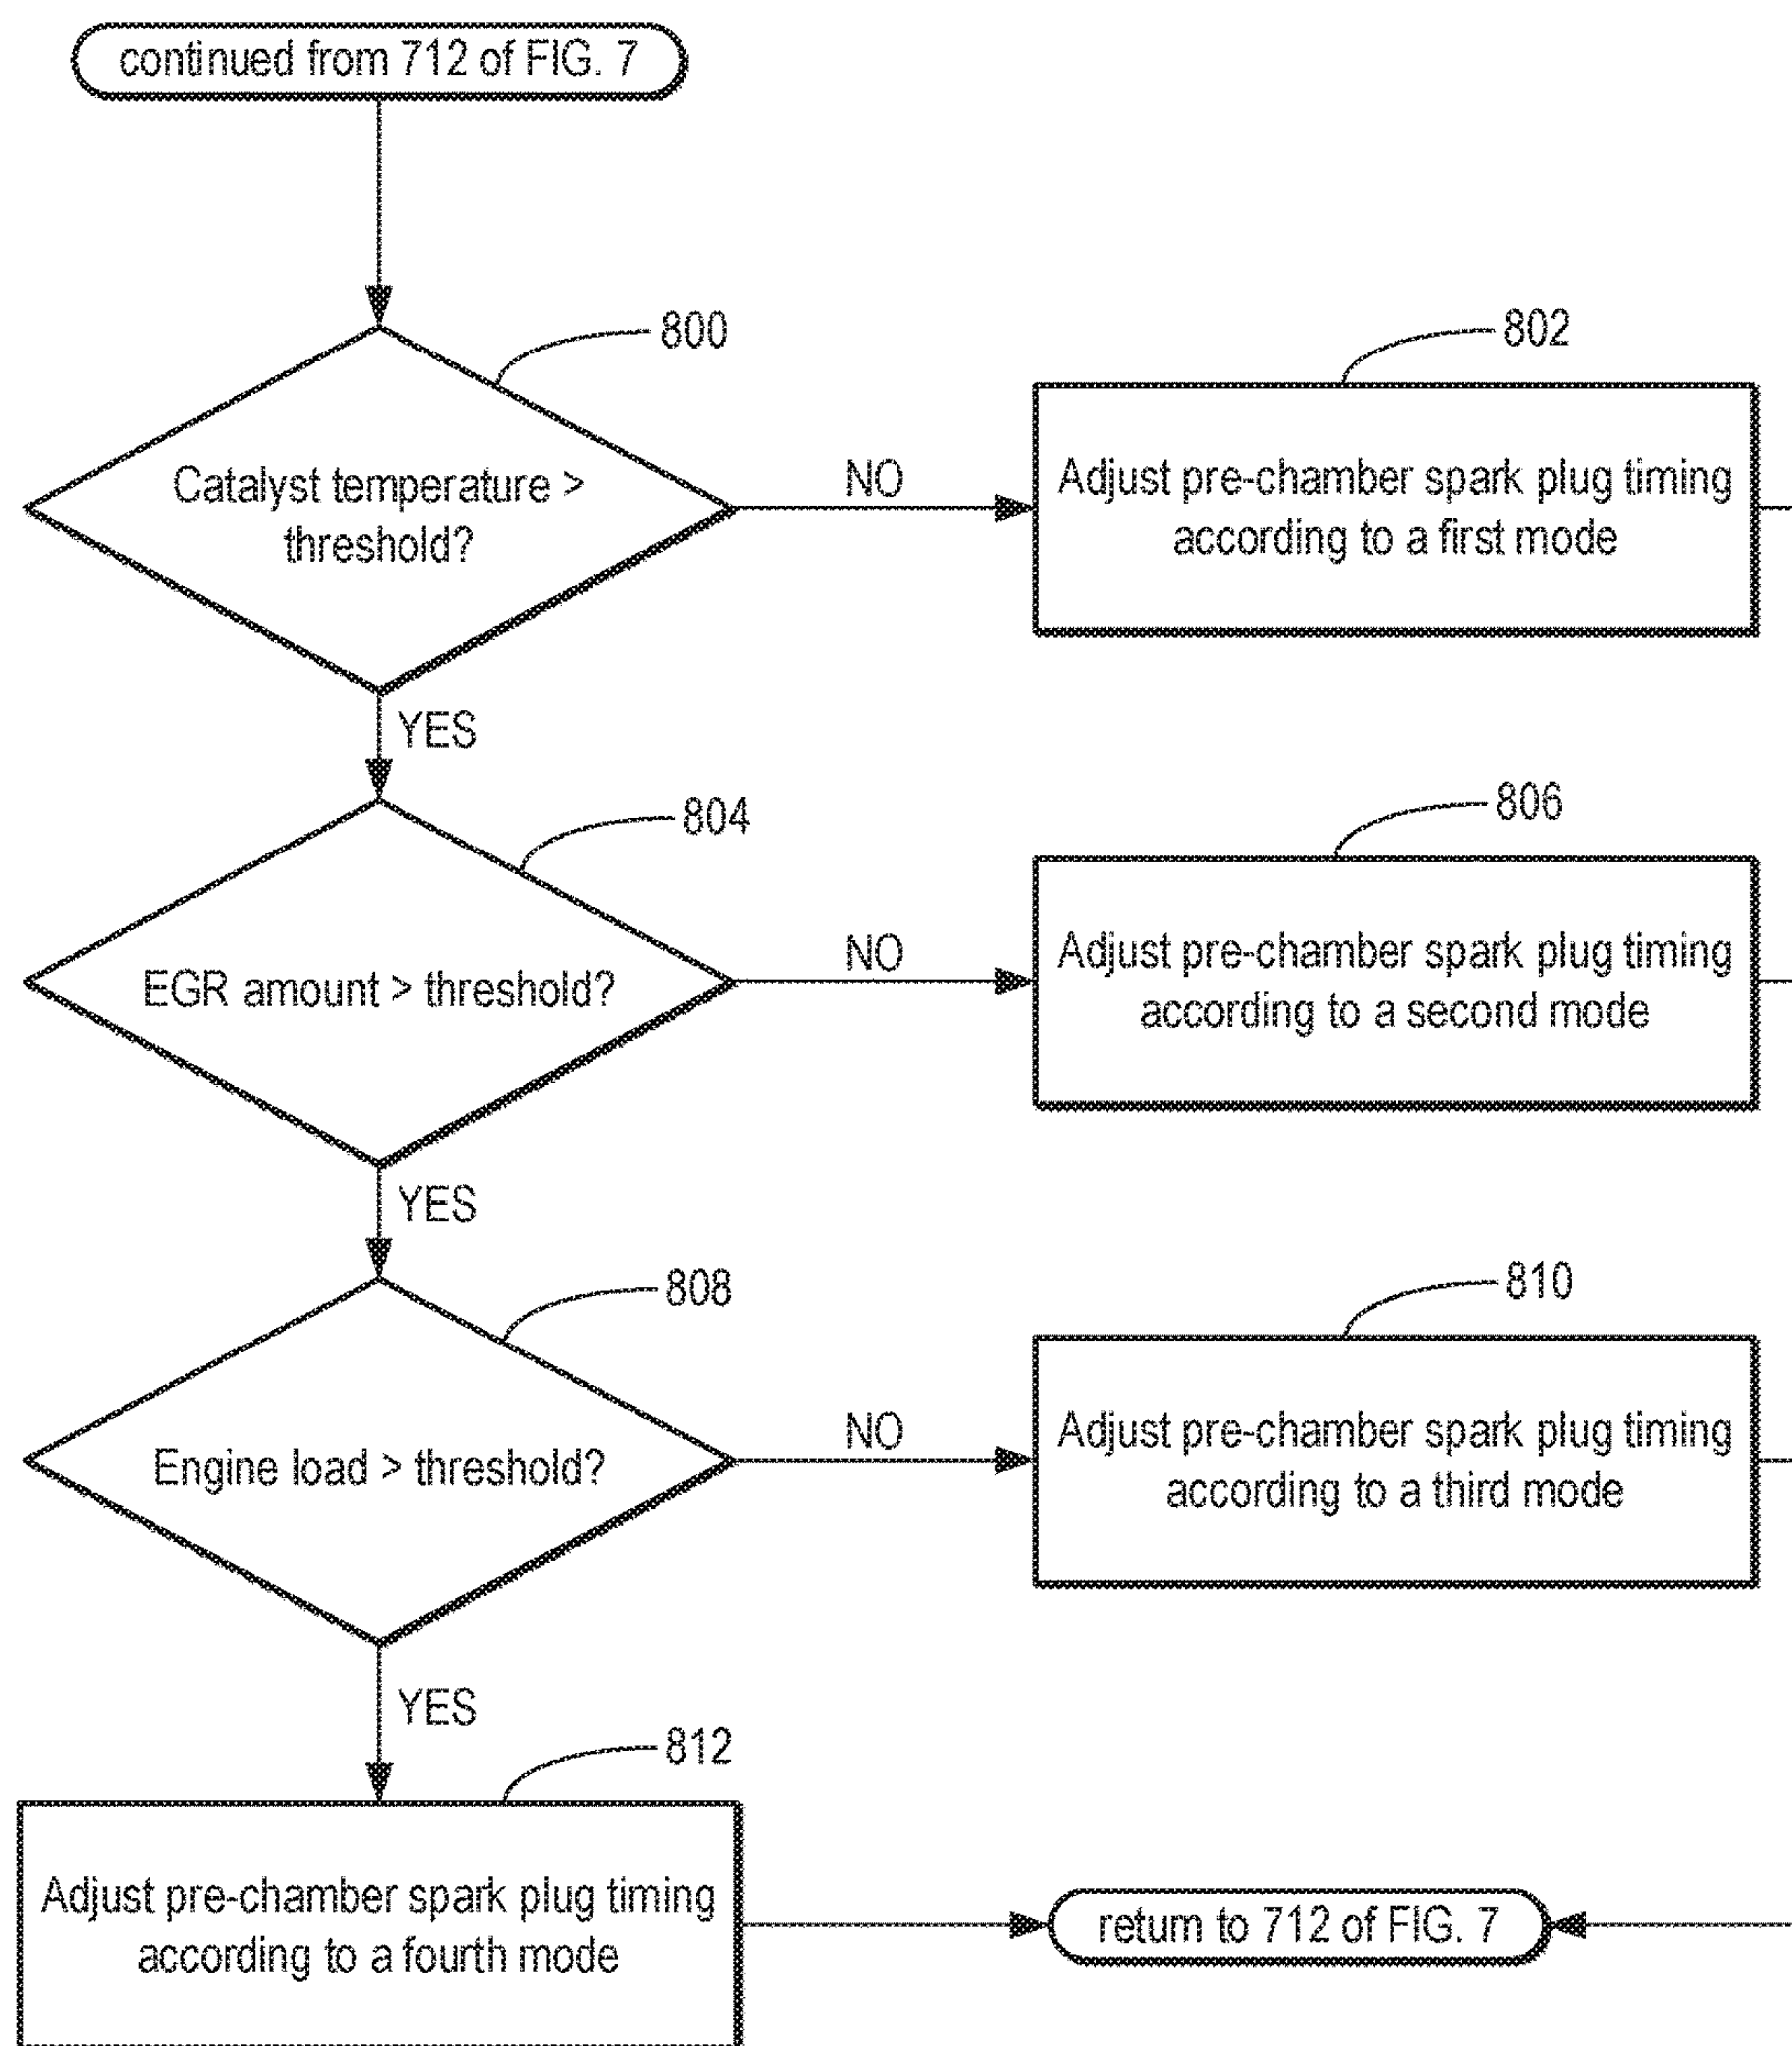 continued from 712 of FIG. 7
800
802
Catalyst temperature >
threshold?
NO
Adjust pre-chamber spark plug timing
according to a first mode
YES
804
806
EGR amount > threshold?
NO
Adjust pre-chamber spark plug timing
according to a second mode
YES
808
810
Engine load > threshold?
NO
Adjust pre-chamber spark plug timing
according to a third mode
YES
812
Adjust pre-chamber spark plug timing
according to a fourth mode
return to 712 of FIG. 7